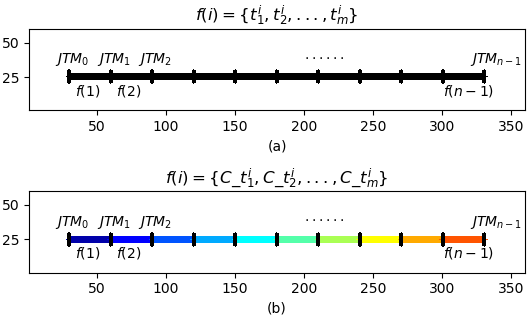 f(i) = {t_1^i, t_2^i, ..., t_m^i}
50
JTM_0 JTM_1 JTM_2 ...... JTM_{n-1}
25
f(1) f(2) f(n-1)
50 100 150 200 250 300 350
(a)
f(i) = {C_t_1^i, C_t_2^i, ..., C_t_m^i}
50
JTM_0 JTM_1 JTM_2 ...... JTM_{n-1}
25
f(1) f(2) f(n-1)
50 100 150 200 250 300 350
(b)